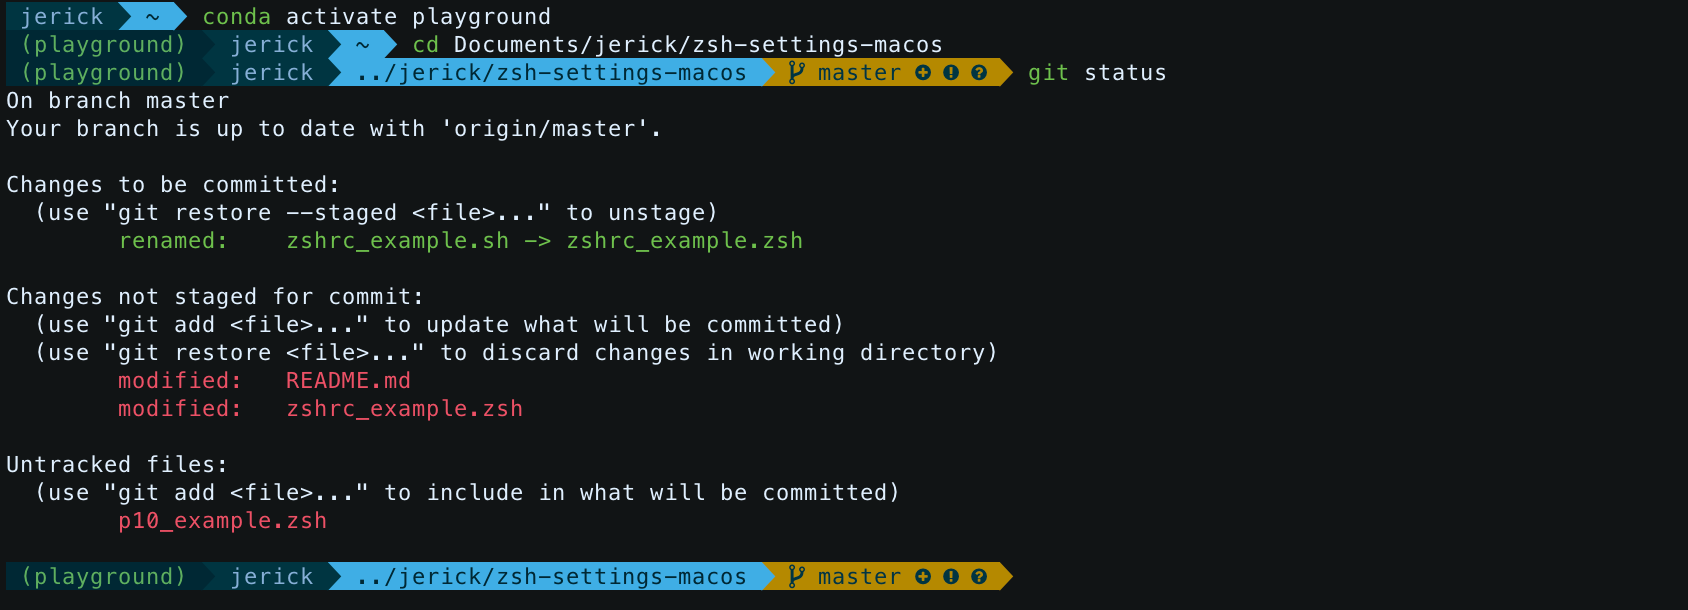 jerick ~ conda activate playground
(playground) jerick ~ cd Documents/jerick/zsh-settings-macos
(playground) jerick ../jerick/zsh-settings-macos master git status
On branch master
Your branch is up to date with 'origin/master'.
Changes to be committed:
(use "git restore --staged <file>..." to unstage)
renamed: zshrc_example.sh -> zshrc_example.zsh
Changes not staged for commit:
(use "git add <file>..." to update what will be committed)
(use "git restore <file>..." to discard changes in working directory)
modified: README.md
modified: zshrc_example.zsh
Untracked files:
(use "git add <file>..." to include in what will be committed)
p10_example.zsh
(playground) jerick ../jerick/zsh-settings-macos master